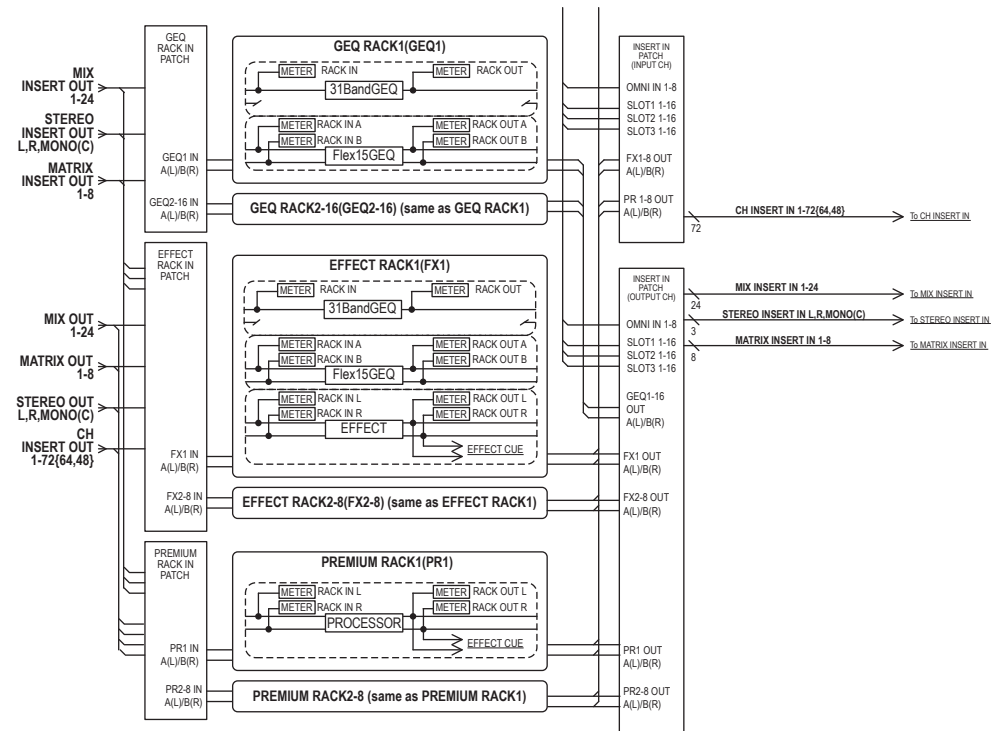 MIX
INSERT OUT
1-24
STEREO
INSERT OUT
L,R,MONO(C)
MATRIX
INSERT OUT
1-8
MIX OUT
1-24
MATRIX OUT
1-8
STEREO OUT
L,R,MONO(C)
CH
INSERT OUT
1-72{64,48}
GEQ
RACK IN
PATCH
GEQ1 IN
A(L)/B(R)
GEQ2-16 IN
A(L)/B(R)
EFFECT
RACK IN
PATCH
FX1 IN
A(L)/B(R)
FX2-8 IN
A(L)/B(R)
PREMIUM
RACK IN
PATCH
PR1 IN
A(L)/B(R)
PR2-8 IN
A(L)/B(R)
GEQ RACK1(GEQ1)
METER RACK IN METER RACK OUT
31BandGEQ
METER RACK IN A METER RACK OUT A
METER RACK IN B METER RACK OUT B
Flex15GEQ
GEQ RACK2-16(GEQ2-16) (same as GEQ RACK1)
EFFECT RACK1(FX1)
METER RACK IN METER RACK OUT
31BandGEQ
METER RACK IN A METER RACK OUT A
METER RACK IN B METER RACK OUT B
Flex15GEQ
METER RACK IN L METER RACK OUT L
METER RACK IN R METER RACK OUT R
EFFECT
EFFECT CUE
EFFECT RACK2-8(FX2-8) (same as EFFECT RACK1)
PREMIUM RACK1(PR1)
METER RACK IN L METER RACK OUT L
METER RACK IN R METER RACK OUT R
PROCESSOR
EFFECT CUE
PREMIUM RACK2-8 (same as PREMIUM RACK1)
INSERT IN
PATCH
(INPUT CH)
OMNI IN 1-8
SLOT1 1-16
SLOT2 1-16
SLOT3 1-16
FX1-8 OUT
A(L)/B(R)
PR 1-8 OUT
A(L)/B(R)
CH INSERT IN 1-72{64,48}
72
To CH INSERT IN
INSERT IN
PATCH
(OUTPUT CH)
OMNI IN 1-8
SLOT1 1-16
SLOT2 1-16
SLOT3 1-16
GEQ1-16
OUT
A(L)/B(R)
FX1 OUT
A(L)/B(R)
FX2-8 OUT
A(L)/B(R)
PR1 OUT
A(L)/B(R)
PR2-8 OUT
A(L)/B(R)
MIX INSERT IN 1-24
24
To MIX INSERT IN
STEREO INSERT IN L,R,MONO(C)
3
To STEREO INSERT IN
MATRIX INSERT IN 1-8
8
To MATRIX INSERT IN